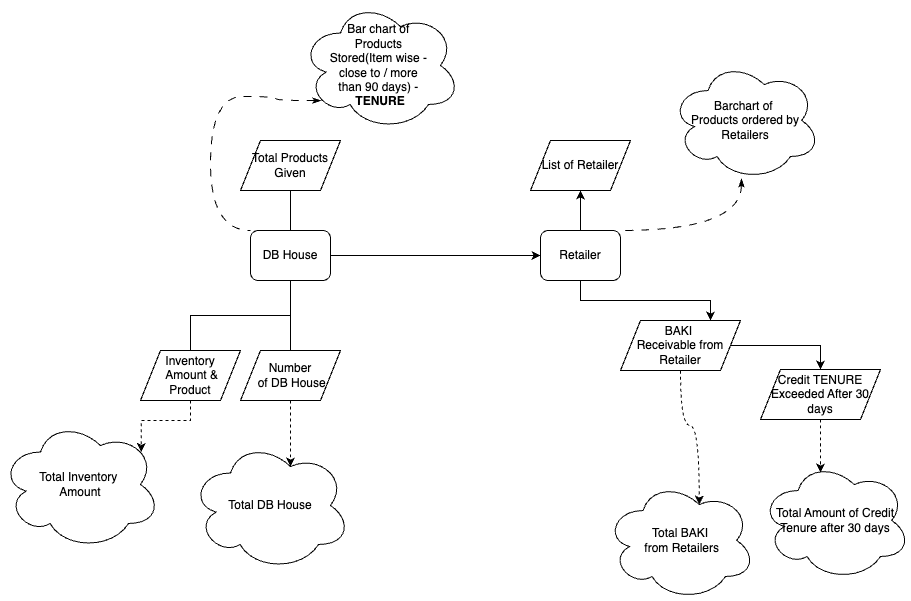 Bar chart of
Products
Stored(Item wise -
close to / more
than 90 days) -
TENURE
Barchart of
Products ordered by
Retailers
Total Products
Given
List of Retailer
DB House
Retailer
BAKI
Receivable from
Retailer
Inventory
Amount &
Product
Number
of DB House
Credit TENURE
Exceeded After 30
days
Total Inventory
Amount
Total DB House
Total BAKI
from Retailers
Total Amount of Credit
Tenure after 30 days